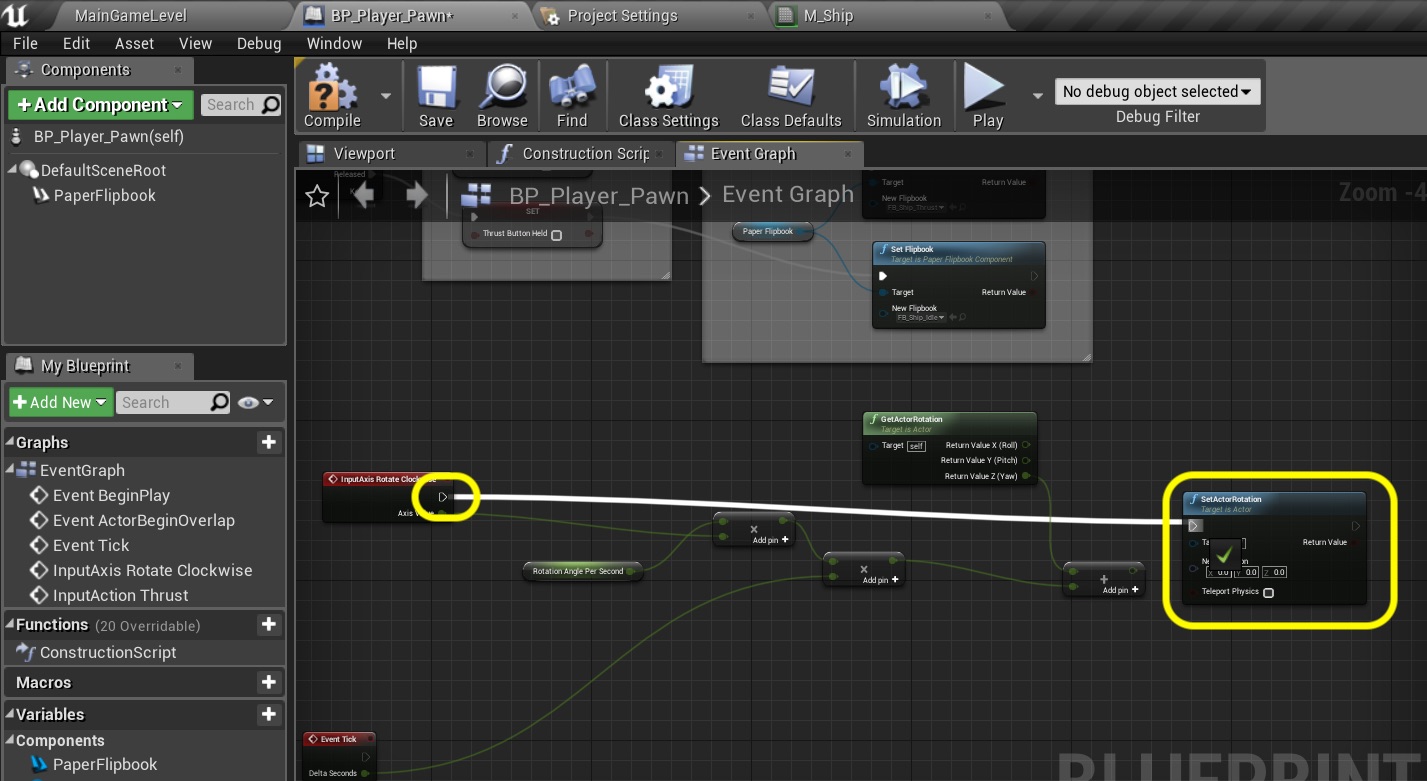 MainGameLevel
BP_Player_Pawn*
Project Settings
M_Ship
File Edit Asset View Debug Window Help
Components
+Add Component
Search
BP_Player_Pawn(self)
DefaultSceneRoot
PaperFlipbook
Compile
Save
Browse
Find
Class Settings
Class Defaults
Simulation
Play
No debug object selected
Debug Filter
Viewport
Construction Scrip
Event Graph
BP_Player_Pawn > Event Graph
Zoom -4
Released
SET
Thrust Button Held
Paper Flipbook
Target
Return Value
New Flipbook
FB_Ship_Thrust
Set Flipbook
Target is Paper Flipbook Component
Target
Return Value
New Flipbook
FB_Ship_Idle
My Blueprint
+Add New
Search
Graphs
EventGraph
Event BeginPlay
Event ActorBeginOverlap
Event Tick
InputAxis Rotate Clockwise
InputAction Thrust
Functions (20 Overridable)
ConstructionScript
Macros
Variables
Components
PaperFlipbook
GetActorRotation
Target is Actor
Target self
Return Value X (Roll)
Return Value Y (Pitch)
Return Value Z (Yaw)
InputAxis Rotate Clockwise
Axis
Rotation Angle Per Second
×
Add pin +
×
Add pin +
+
Add pin +
SetActorRotation
Target is Actor
Return Value
X 0.0 Y 0.0 Z 0.0
Teleport Physics
Event Tick
Delta Seconds
BLUEPRINT